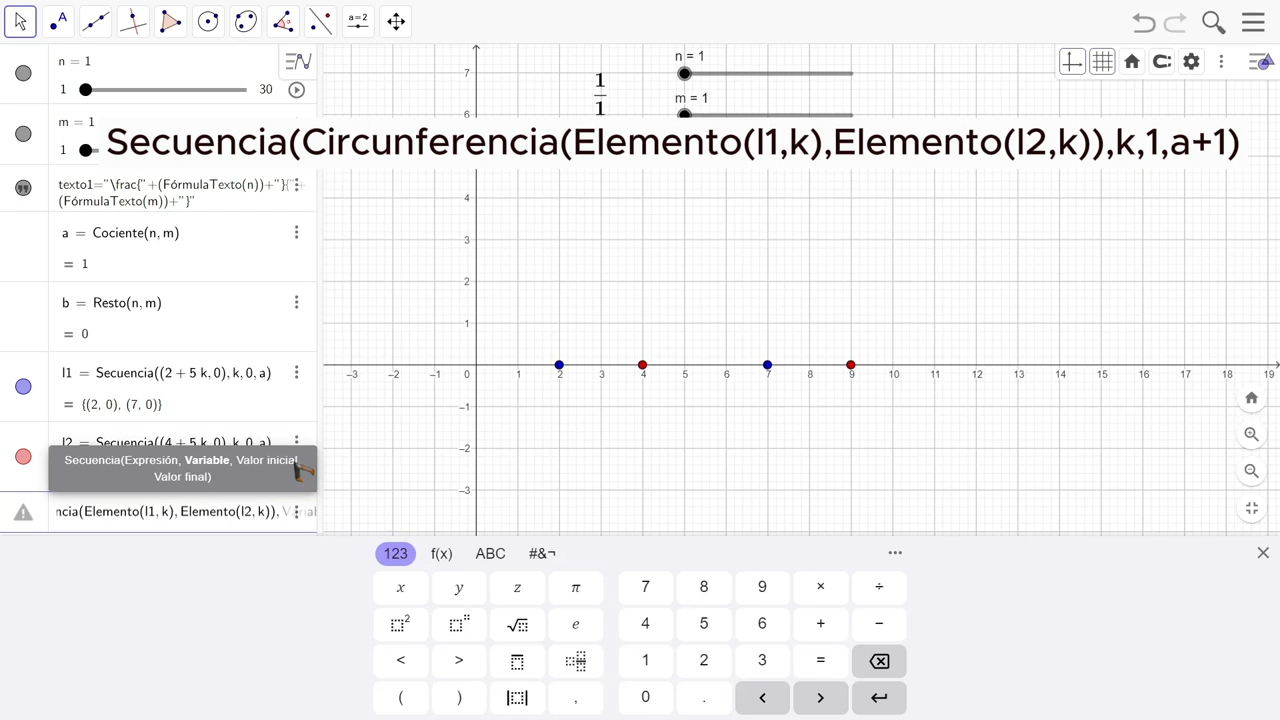 a=2
n = 1
1
30
m = 1
1
texto1="\frac{"+(FórmulaTexto(n))+"}{"+
(FórmulaTexto(m))+"}"
a = Cociente(n, m)
= 1
b = Resto(n, m)
= 0
l1 = Secuencia((2 + 5 k, 0), k, 0, a)
= {(2, 0), (7, 0)}
l2 = Secuencia((4 + 5 k, 0), k, 0, a)
Secuencia(Expresión, Variable, Valor inicial,
Valor final)
ncia(Elemento(l1, k), Elemento(l2, k)),
Secuencia(Circunferencia(Elemento(l1,k),Elemento(l2,k)),k,1,a+1)
1
1
n = 1
m = 1
7
6
4
3
2
1
−3 −2 −1 0 1 2 3 4 5 6 7 8 9 10 11 12 13 14 15 16 17 18 19
−1
−2
−3
123 f(x) ABC #&¬ ...
x y z π 7 8 9 × ÷
e 4 5 6 + −
< > 1 2 3 =
( ) , 0 . < >